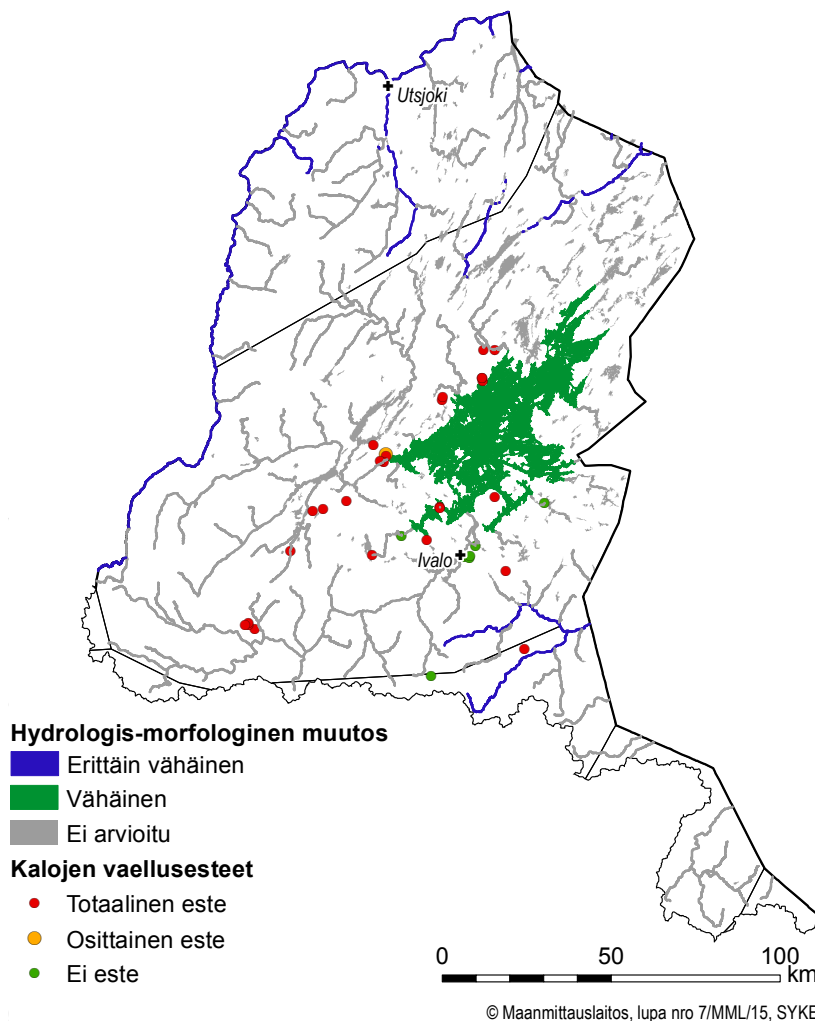 Utsjoki
Ivalo
Hydrologis-morfologinen muutos
Erittäin vähäinen
Vähäinen
Ei arvioitu
Kalojen vaellusesteet
Totaalinen este
Osittainen este
Ei este
0 50 100
km
© Maanmittauslaitos, lupa nro 7/MML/15, SYKE